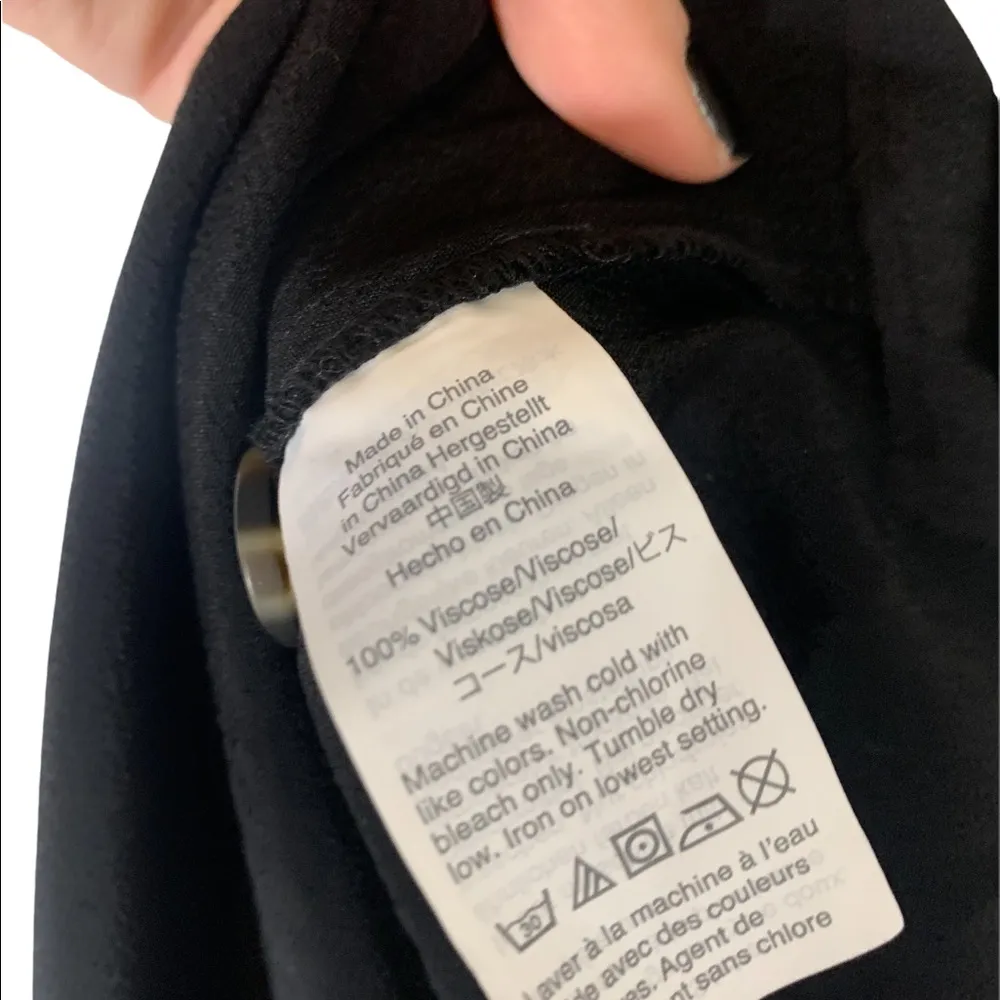 Made in China
Fabriqué en Chine
in China Hergestellt
Vervaardigd in China
中国製
Hecho en China
100% Viscose/Viscose/
Viskose/Viscose/ビス
コース/viscosa
Machine wash cold with
like colors. Non-chlorine
bleach only. Tumble dry
low. Iron on lowest setting.
30
Laver à la machine à l'eau
avec des couleurs
Agent de
sans chlore